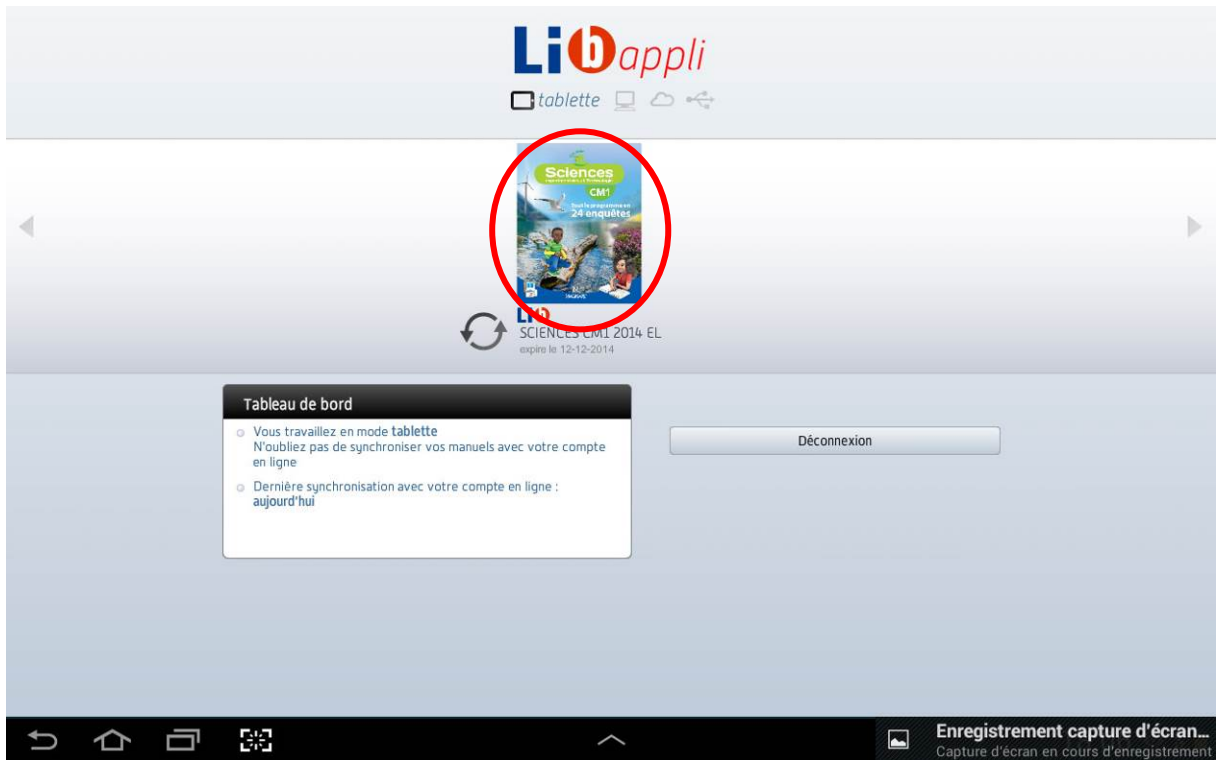 Lib appli
tablette
Sciences
CM1
Tout le programme en
24 enquêtes
Lib
SCIENCES CM1 2014 EL
expire le 12-12-2014
Tableau de bord
Vous travaillez en mode tablette
N'oubliez pas de synchroniser vos manuels avec votre compte
en ligne
Déconnexion
Dernière synchronisation avec votre compte en ligne :
aujourd'hui
Enregistrement capture d'écran...
Capture d'écran en cours d'enregistrement